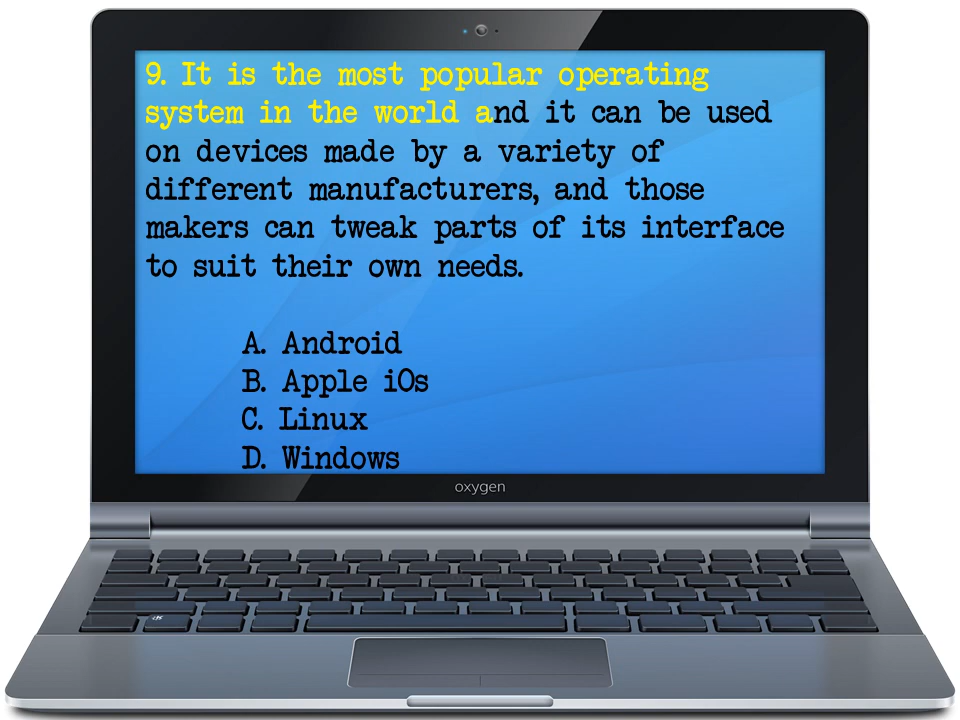 9. It is the most popular operating
system in the world and it can be used
on devices made by a variety of
different manufacturers, and those
makers can tweak parts of its interface
to suit their own needs.
A. Android
B. Apple iOs
C. Linux
D. Windows
oxygen